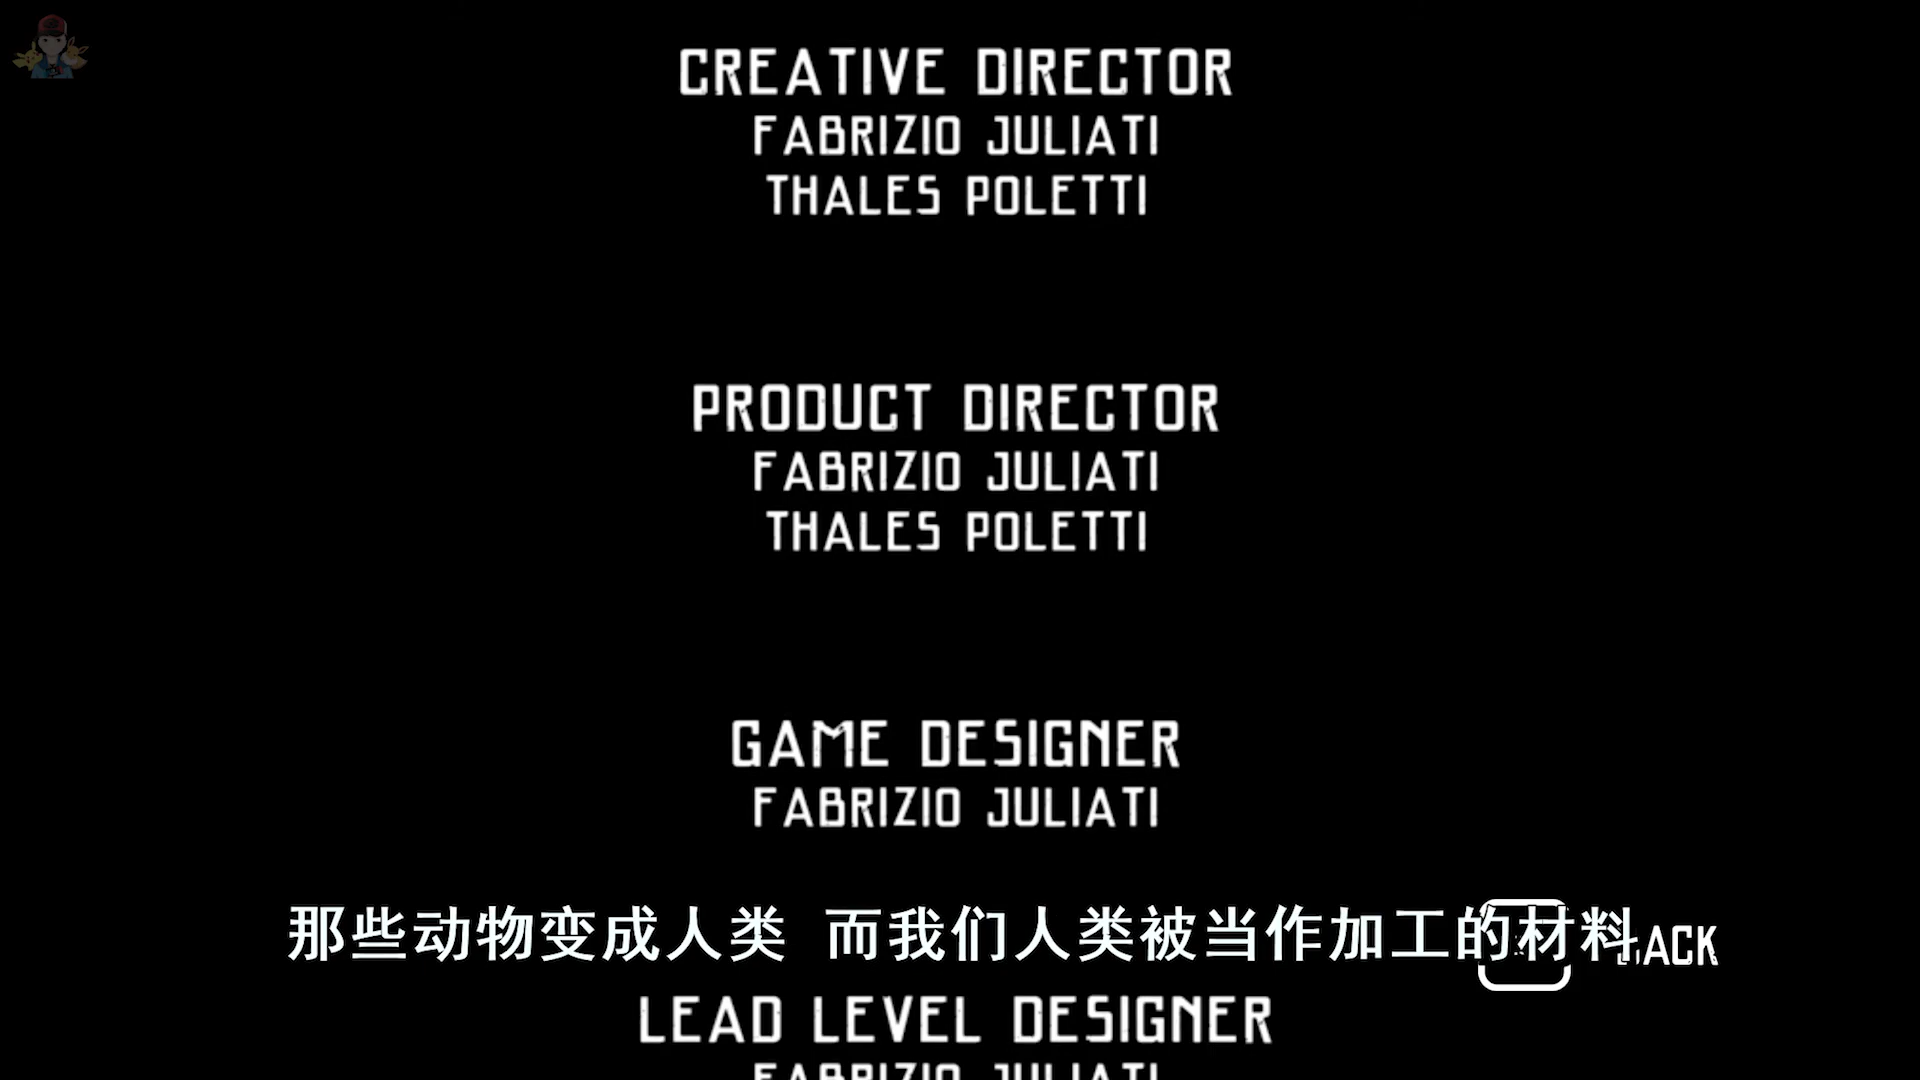 CREATIVE DIRECTOR
FABRIZIO JULIATI
THALES POLETTI
PRODUCT DIRECTOR
FABRIZIO JULIATI
THALES POLETTI
GAME DESIGNER
FABRIZIO JULIATI
那些动物变成人类 而我们人类被当作加工的材料
LEAD LEVEL DESIGNER
FABRIZIO JULIATI